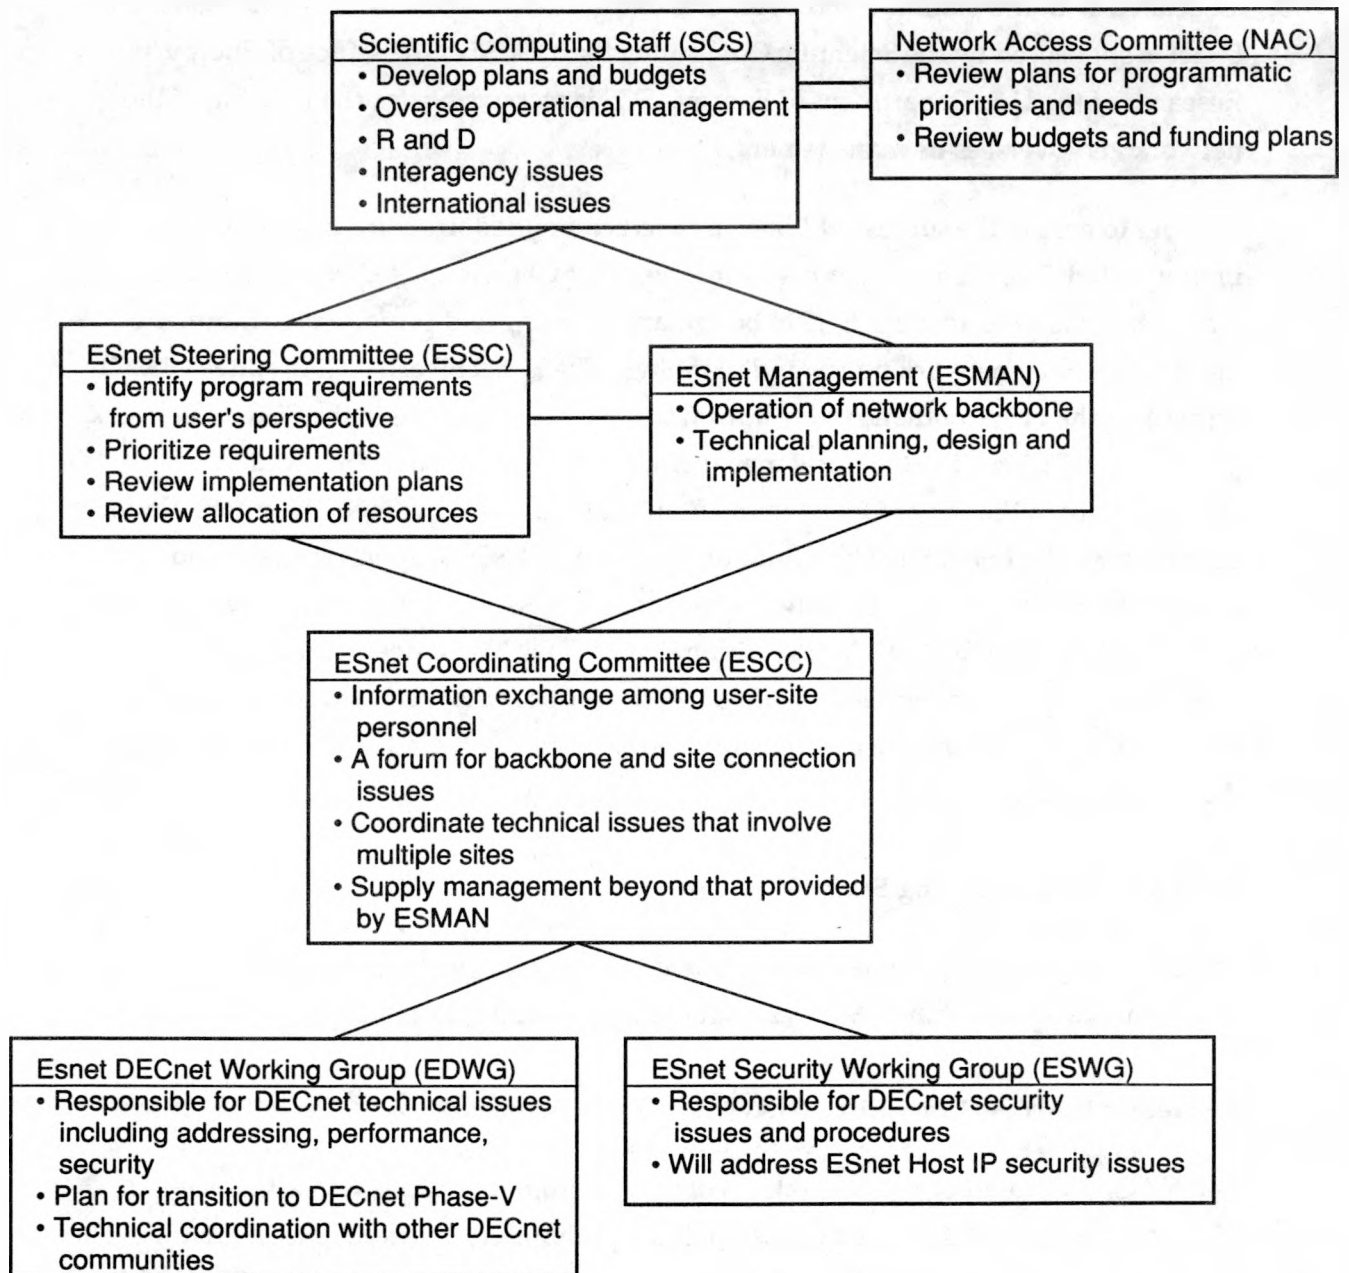 Scientific Computing Staff (SCS)
• Develop plans and budgets
• Oversee operational management
• R and D
• Interagency issues
• International issues
Network Access Committee (NAC)
• Review plans for programmatic
priorities and needs
• Review budgets and funding plans
ESnet Steering Committee (ESSC)
• Identify program requirements
from user's perspective
• Prioritize requirements
• Review implementation plans
• Review allocation of resources
ESnet Management (ESMAN)
• Operation of network backbone
• Technical planning, design and
implementation
ESnet Coordinating Committee (ESCC)
• Information exchange among user-site
personnel
• A forum for backbone and site connection
issues
• Coordinate technical issues that involve
multiple sites
• Supply management beyond that provided
by ESMAN
Esnet DECnet Working Group (EDWG)
• Responsible for DECnet technical issues
including addressing, performance,
security
• Plan for transition to DECnet Phase-V
• Technical coordination with other DECnet
communities
ESnet Security Working Group (ESWG)
• Responsible for DECnet security
issues and procedures
• Will address ESnet Host IP security issues